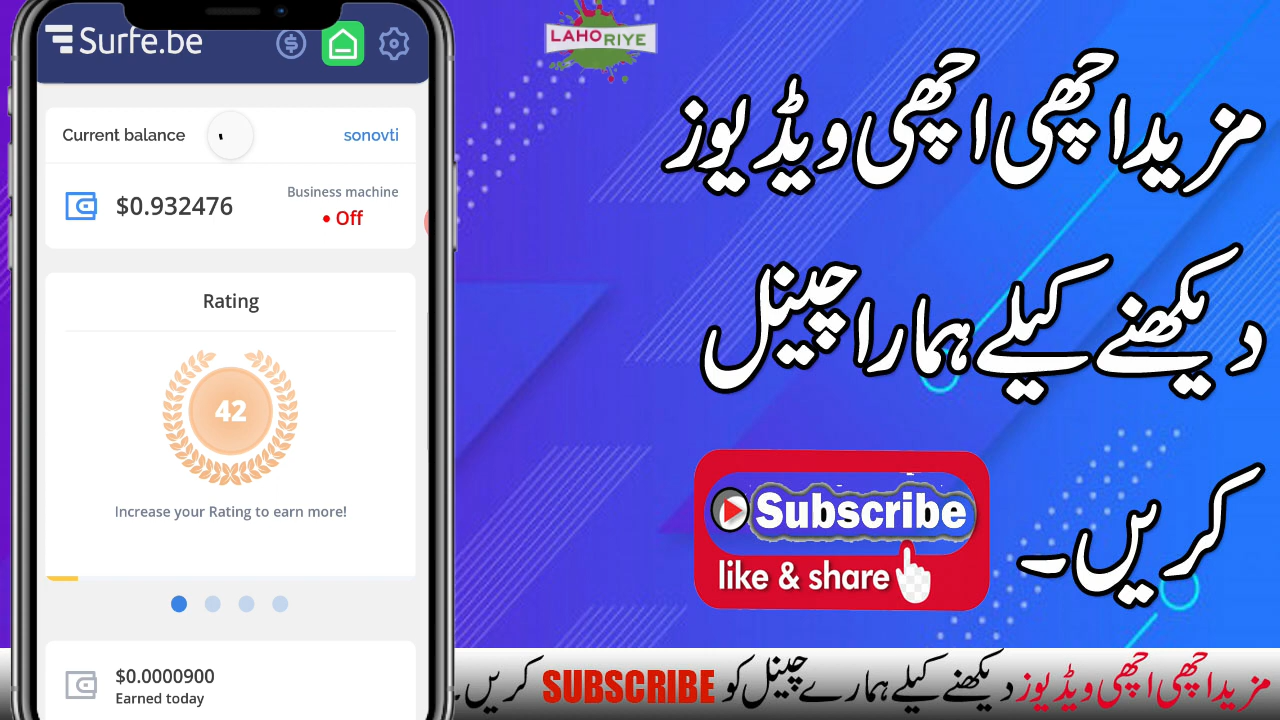 Surfe.be
Current balance
sonovti
$0.932476
Business machine
• Off
Rating
42
Increase your Rating to earn more!
$0.0000900
Earned today
LAHORIYE
مزید اچھی اچھی ویڈیوز
دیکھنے کیلے ہمارا چینل
Subscribe
like & share
کریں۔
مزید اچھی اچھی ویڈیوز دیکھنے کیلے ہمارے چینل کو SUBSCRIBE کریں۔